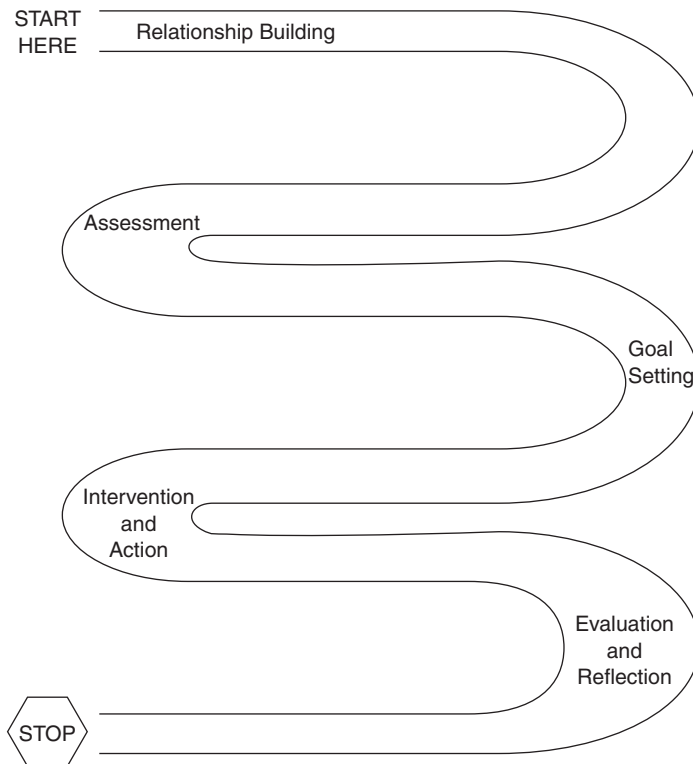 START
HERE
Relationship Building
Assessment
Goal
Setting
Intervention
and
Action
Evaluation
and
Reflection
STOP